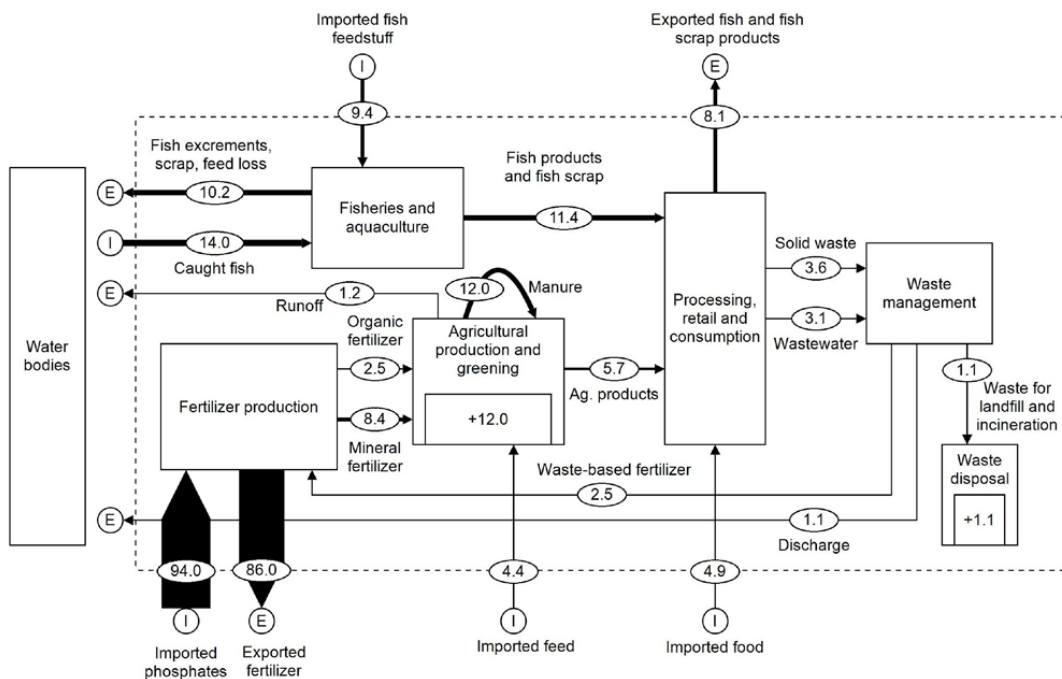 Imported fish
feedstuff
I
9.4
Exported fish and fish
scrap products
E
8.1
Fish excrements,
scrap, feed loss
E
10.2
I
14.0
Caught fish
Fisheries and
aquaculture
Fish products
and fish scrap
11.4
E
1.2
Runoff
12.0
Manure
Organic
fertilizer
2.5
8.4
Mineral
fertilizer
Agricultural
production and
greening
+12.0
5.7
Ag. products
Processing,
retail and
consumption
Solid waste
3.6
3.1
Wastewater
Waste
management
1.1
Waste for
landfill and
incineration
Waste
disposal
+1.1
Water
bodies
Fertilizer production
Waste-based fertilizer
2.5
E
1.1
Discharge
94.0
I
Imported
phosphates
86.0
E
Exported
fertilizer
4.4
I
Imported feed
4.9
I
Imported food